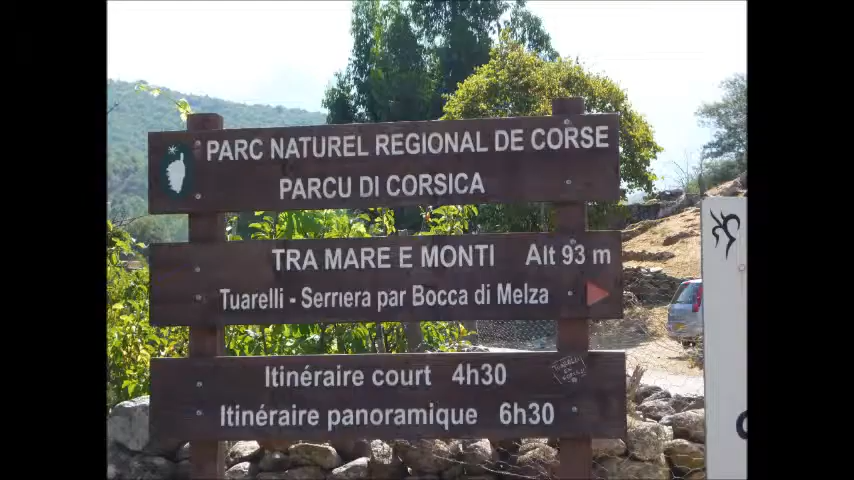 PARC NATUREL REGIONAL DE CORSE
PARCU DI CORSICA
TRA MARE E MONTI Alt 93 m
Tuarelli - Serriera par Bocca di Melza
Itinéraire court 4h30
Itinéraire panoramique 6h30